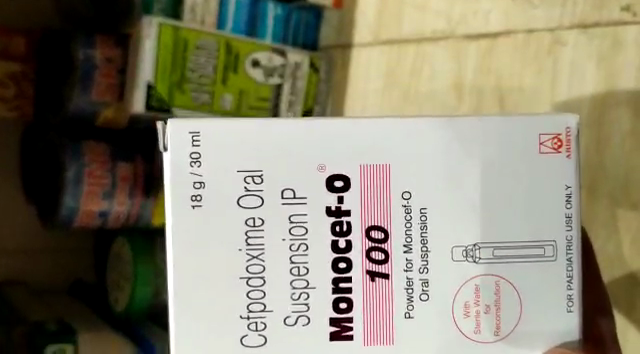 18 g / 30 ml
Cefpodoxime Oral
Suspension IP
Monocef-O®
100
Powder for Monocef-O
Oral Suspension
With
Sterile Water
for
Reconstitution
FOR PAEDIATRIC USE ONLY
ARISTO